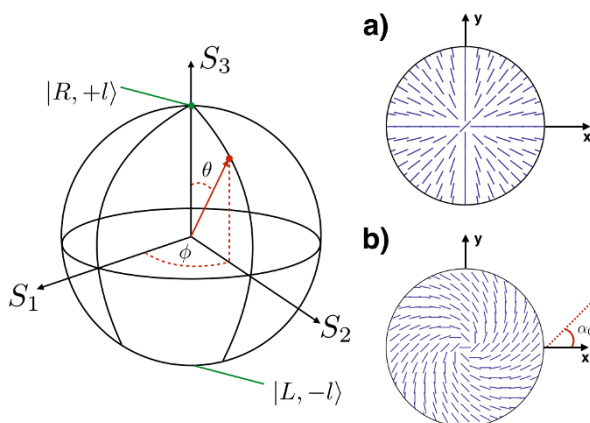 a)
y
x
S₃
|R, +l⟩
θ
ϕ
S₁
S₂
|L, −l⟩
b)
y
x